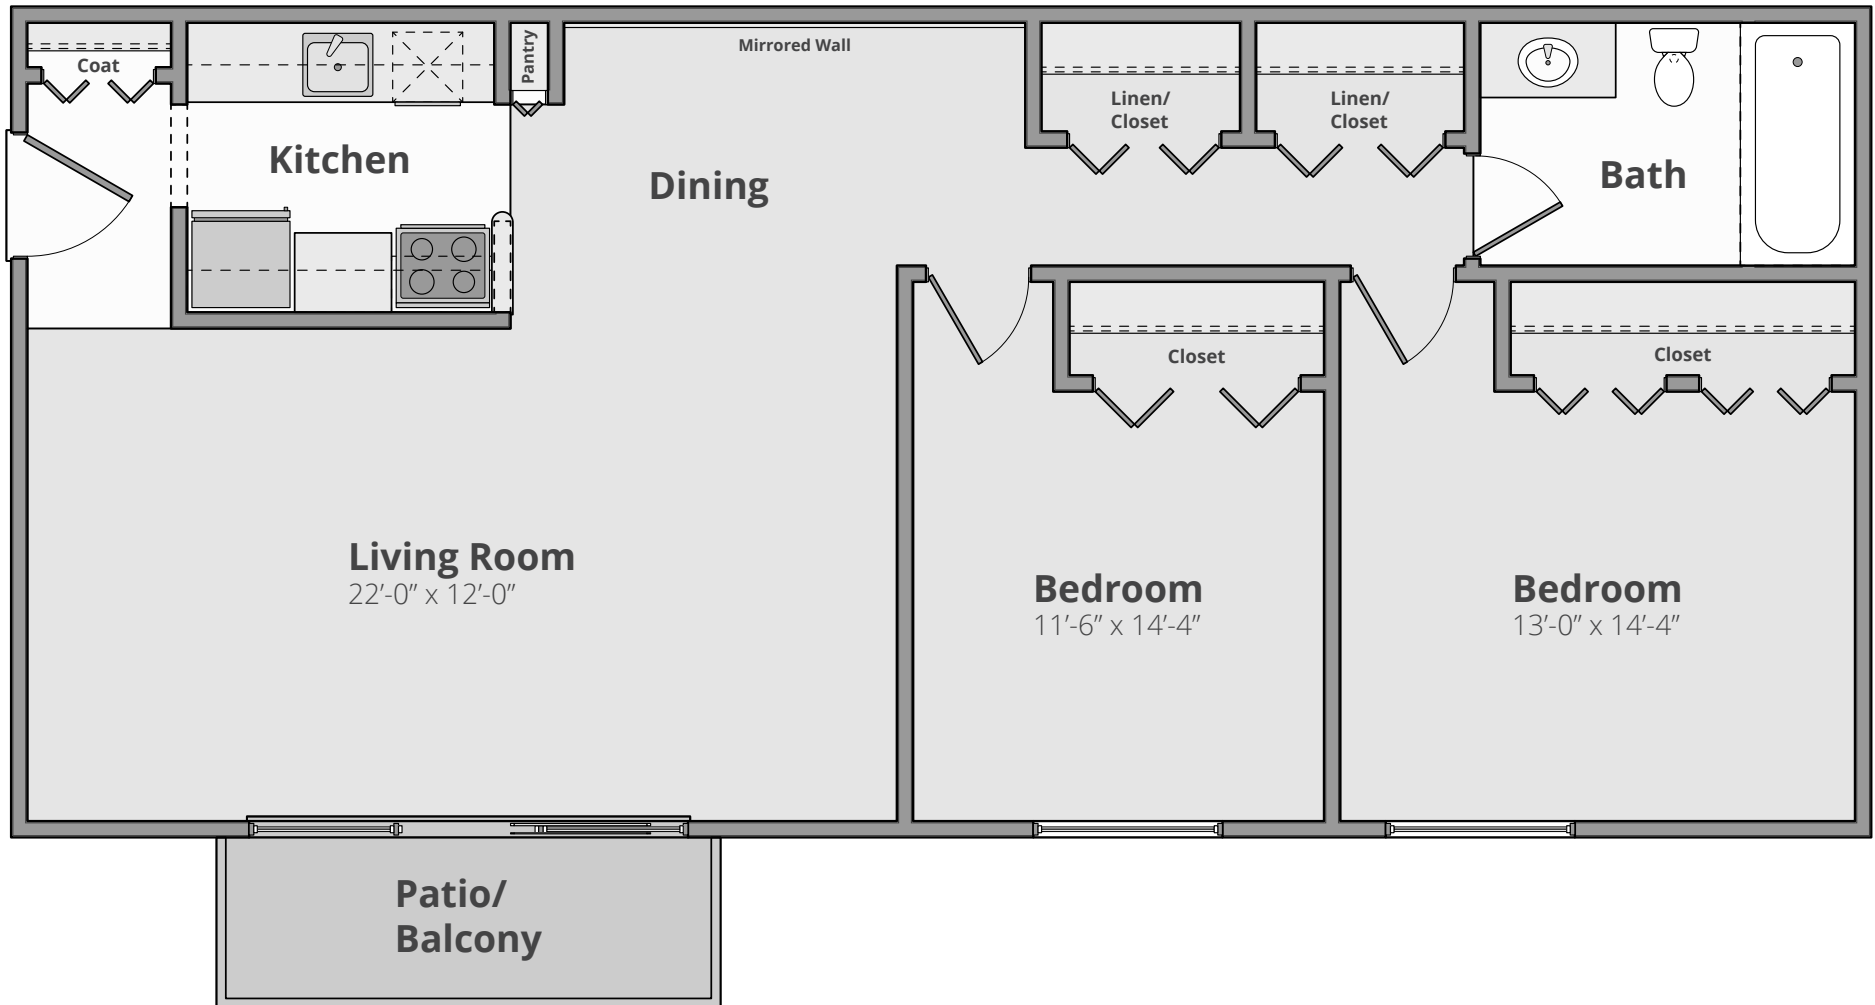 Coat
Pantry
Mirrored Wall
Linen/
Closet
Linen/
Closet
Kitchen
Dining
Bath
Closet
Closet
Living Room
22’-0” x 12’-0”
Bedroom
11’-6” x 14’-4”
Bedroom
13’-0” x 14’-4”
Patio/
Balcony